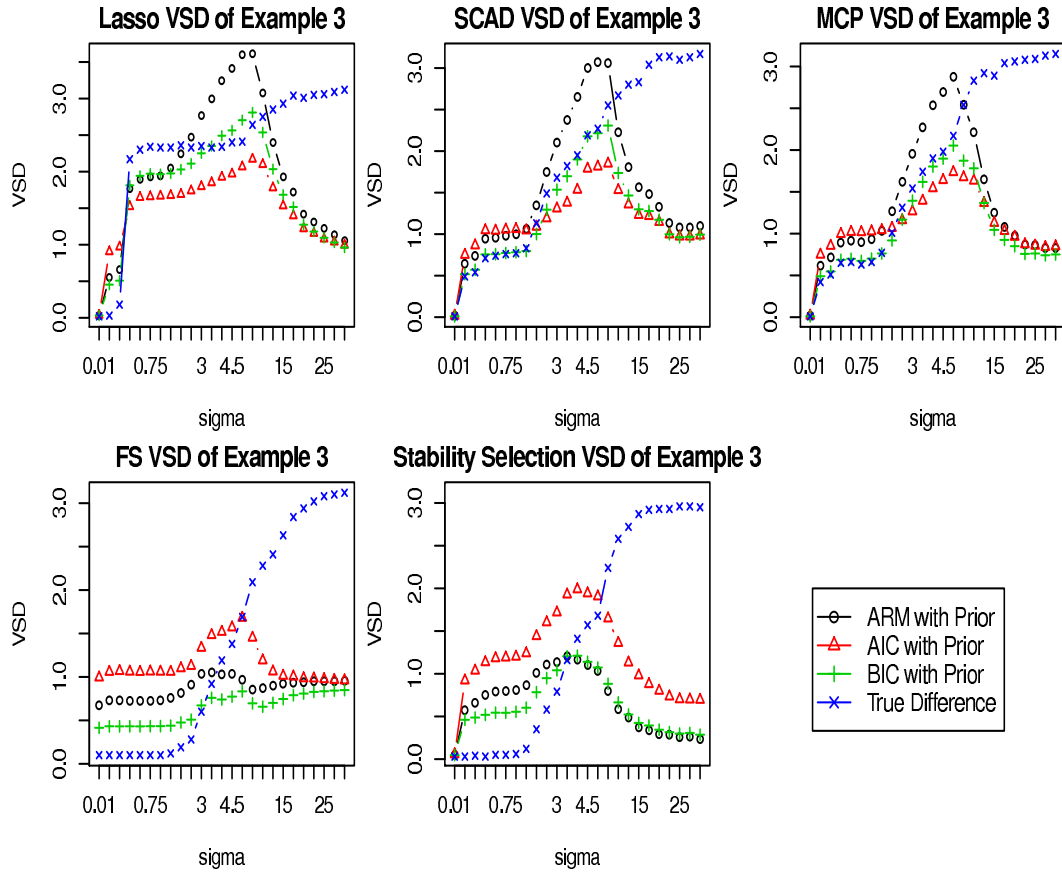 Lasso VSD of Example 3
SCAD VSD of Example 3
MCP VSD of Example 3
VSD
0.0
1.0
2.0
3.0
0.01
0.75
3
4.5
15
25
sigma
VSD
0.0
1.0
2.0
3.0
0.01
0.75
3
4.5
15
25
sigma
VSD
0.0
1.0
2.0
3.0
0.01
0.75
3
4.5
15
25
sigma
FS VSD of Example 3
Stability Selection VSD of Example 3
VSD
0.0
1.0
2.0
3.0
0.01
0.75
3
4.5
15
25
sigma
VSD
0.0
1.0
2.0
3.0
0.01
0.75
3
4.5
15
25
sigma
ARM with Prior
AIC with Prior
BIC with Prior
True Difference